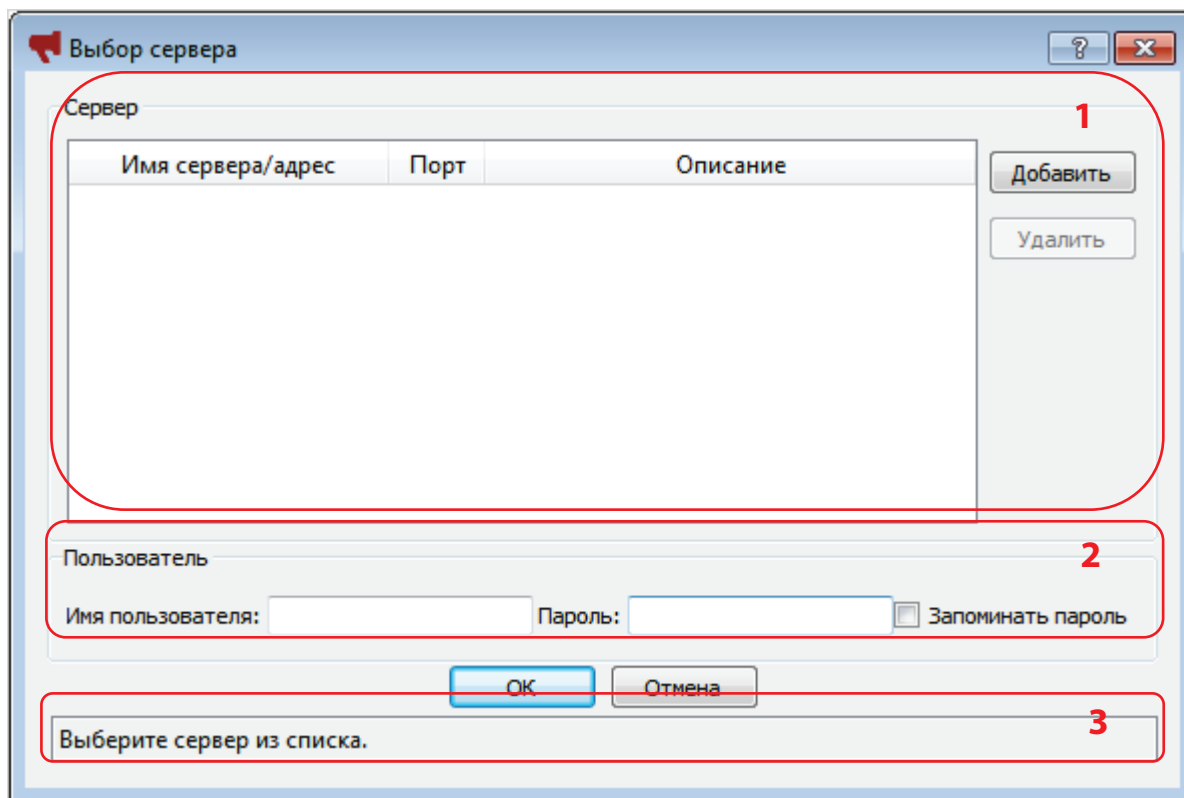 Выбор сервера
Сервер
1
Имя сервера/адрес Порт Описание
Добавить
Удалить
Пользователь
2
Имя пользователя: Пароль: Запоминать пароль
OK Отмена
3
Выберите сервер из списка.